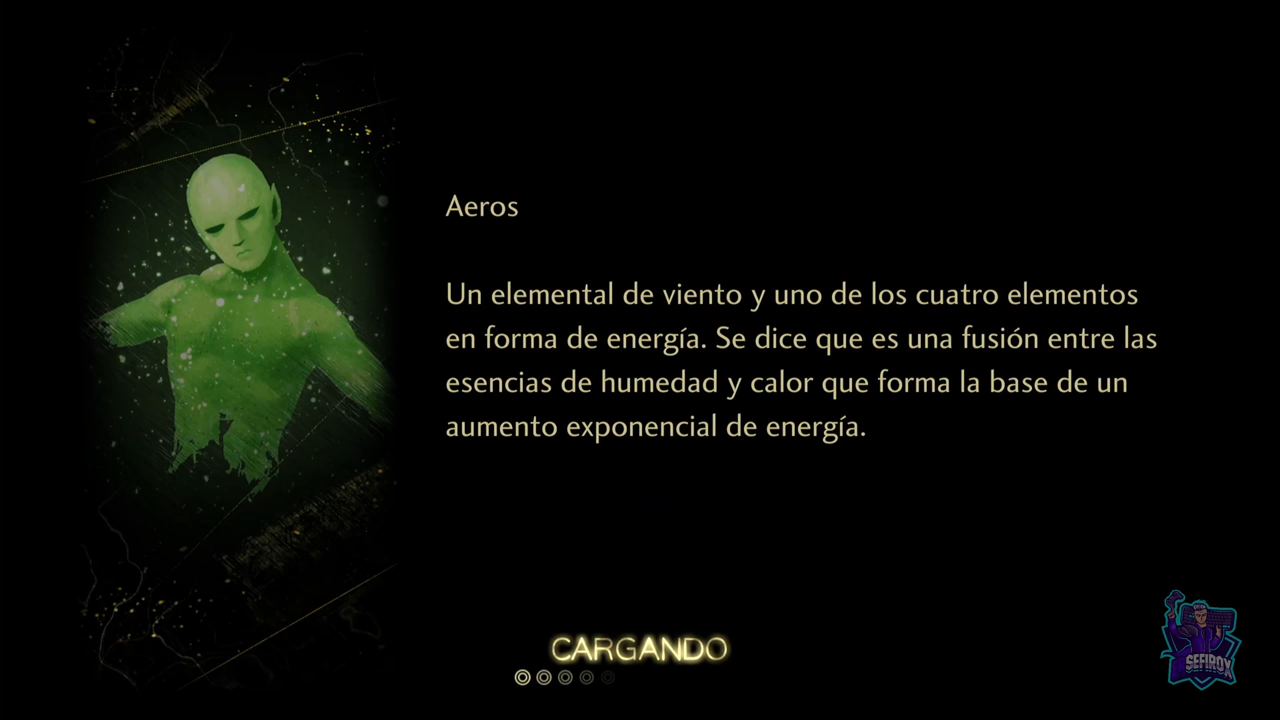 Aeros
Un elemental de viento y uno de los cuatro elementos
en forma de energía. Se dice que es una fusión entre las
esencias de humedad y calor que forma la base de un
aumento exponencial de energía.
CARGANDO
SEFIROX